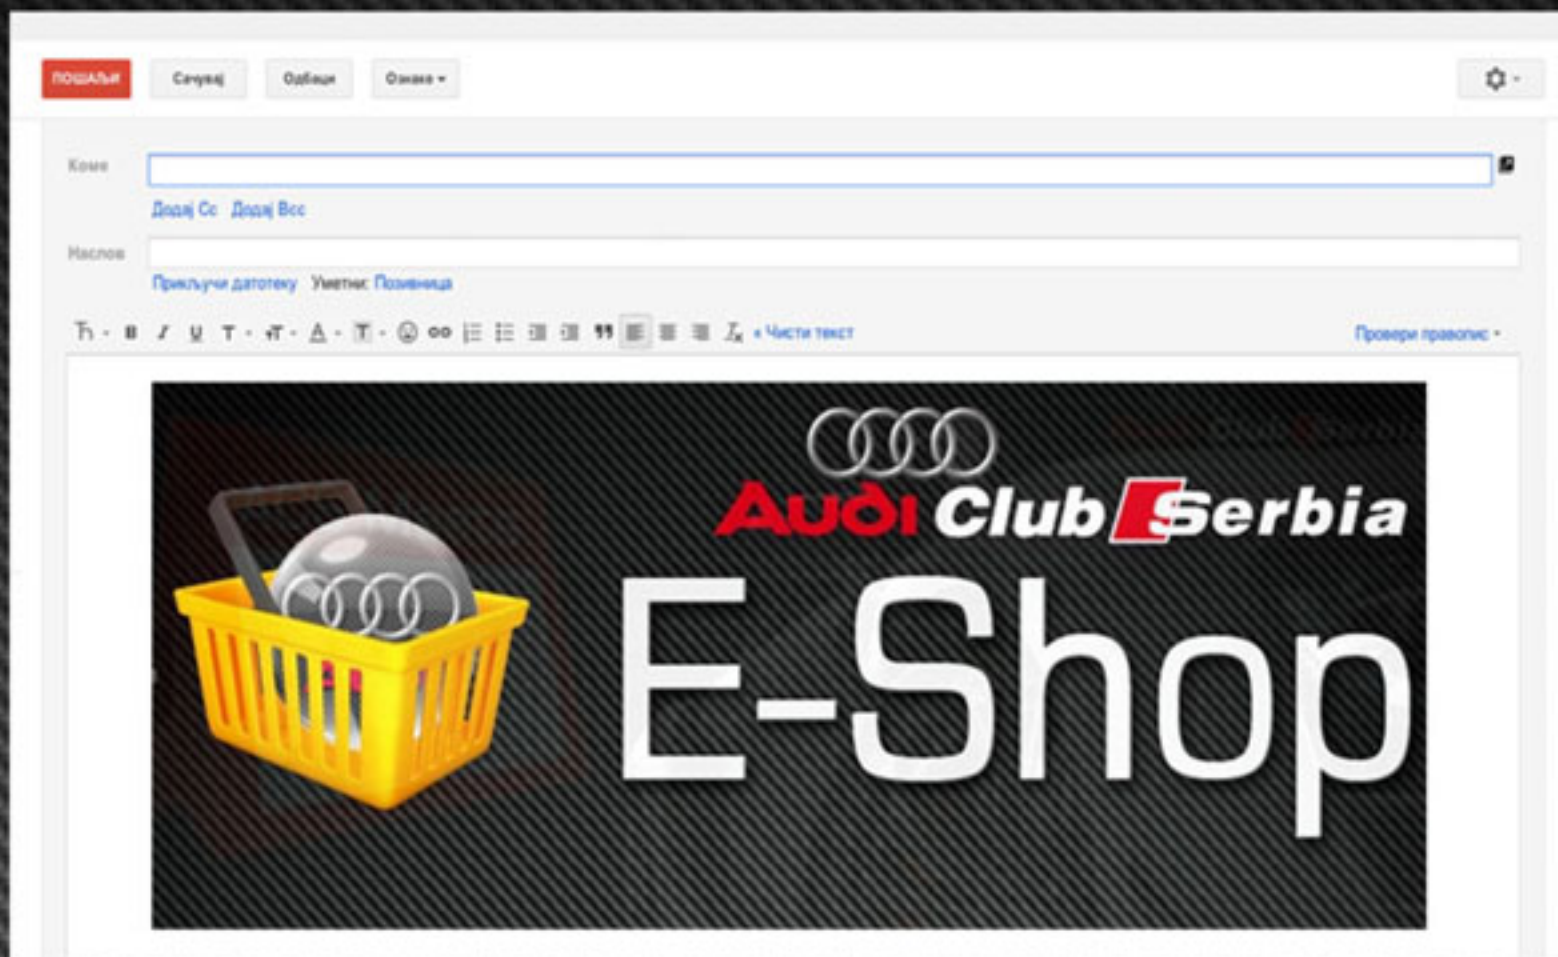 ПОШАЉИ Сачувај Одбаци Ознаке
Коме
Додај Cc Додај Bcc
Наслов
Прикључи датотеку Уметни: Позивница
Ћ B I U T тT A T « Чисти текст Провери правопис
Audi Club Serbia
E-Shop